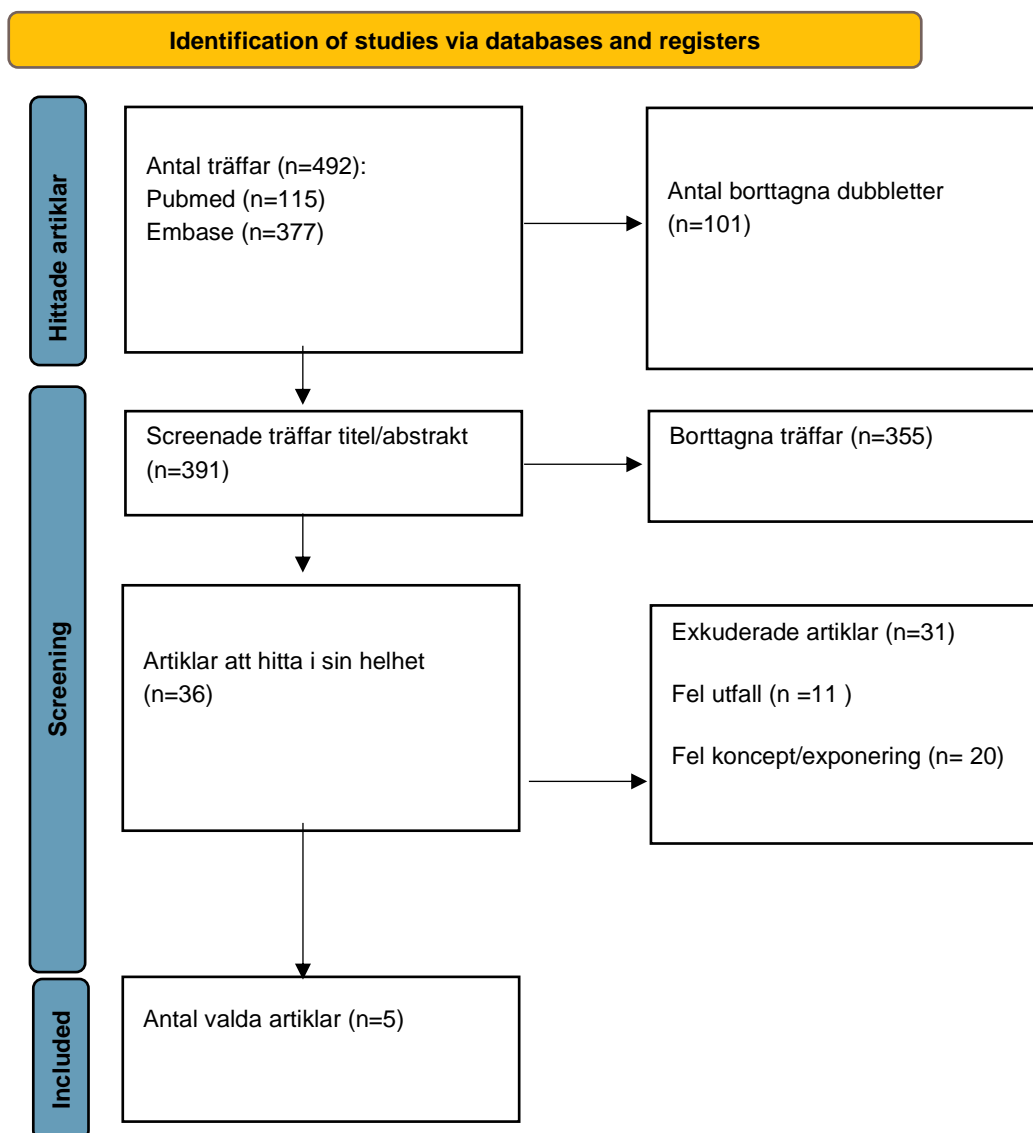 Identification of studies via databases and registers
Hittade artiklar
Antal träffar (n=492):
Pubmed (n=115)
Embase (n=377)
Antal borttagna dubbletter
(n=101)
Screening
Screenade träffar titel/abstrakt
(n=391)
Borttagna träffar (n=355)
Artiklar att hitta i sin helhet
(n=36)
Exkuderade artiklar (n=31)
Fel utfall (n =11 )
Fel koncept/exponering (n= 20)
Included
Antal valda artiklar (n=5)